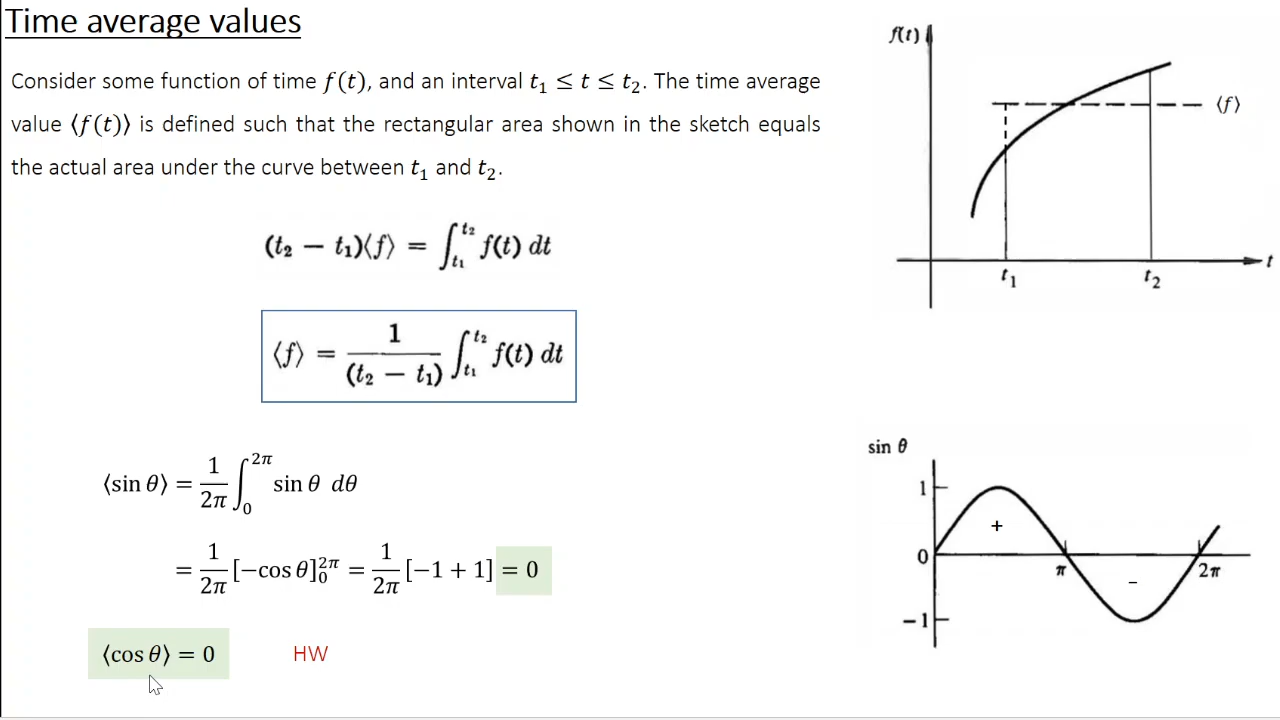 Time average values
Consider some function of time f(t), and an interval t₁ ≤ t ≤ t₂. The time average
value ⟨f(t)⟩ is defined such that the rectangular area shown in the sketch equals
the actual area under the curve between t₁ and t₂.
(t₂ − t₁)⟨f⟩ = ∫_{t₁}^{t₂} f(t) dt
⟨f⟩ = 1/(t₂ − t₁) ∫_{t₁}^{t₂} f(t) dt
⟨sin θ⟩ = 1/2π ∫₀^{2π} sin θ dθ
= 1/2π [−cos θ]₀^{2π} = 1/2π [−1 + 1] = 0
⟨cos θ⟩ = 0 HW
f(t)
⟨f⟩
t₁ t₂ t
sin θ
1
+
0 π − 2π
−1